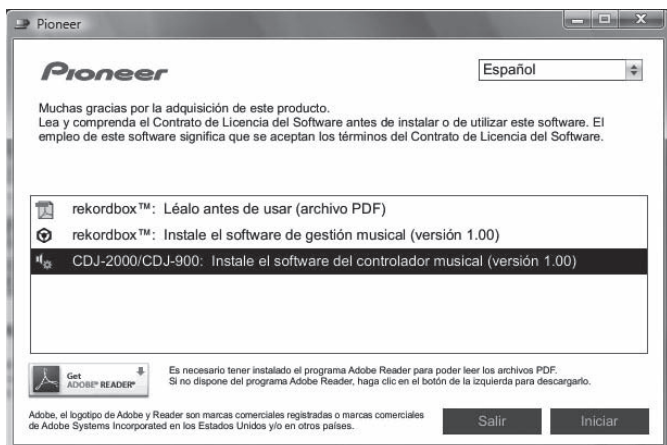 Pioneer
Pioneer
Español
Muchas gracias por la adquisición de este producto.
Lea y comprenda el Contrato de Licencia del Software antes de instalar o de utilizar este software. El
empleo de este software significa que se aceptan los términos del Contrato de Licencia del Software.
rekordbox™: Léalo antes de usar (archivo PDF)
rekordbox™: Instale el software de gestión musical (versión 1.00)
CDJ-2000/CDJ-900: Instale el software del controlador musical (versión 1.00)
Get
ADOBE® READER®
Es necesario tener instalado el programa Adobe Reader para poder leer los archivos PDF.
Si no dispone del programa Adobe Reader, haga clic en el botón de la izquierda para descargarlo.
Adobe, el logotipo de Adobe y Reader son marcas comerciales registradas o marcas comerciales
de Adobe Systems Incorporated en los Estados Unidos y/o en otros países.
Salir
Iniciar